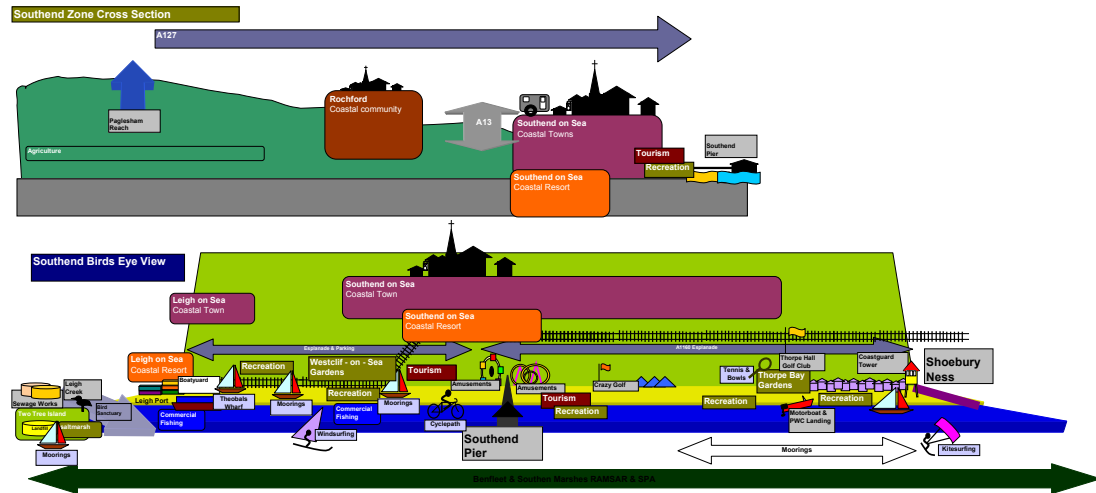 Southend Zone Cross Section
A127
Paglesham
Reach
Rochford
Coastal community
A13
Southend on Sea
Coastal Towns
Agriculture
Tourism
Southend
Pier
Recreation
Southend on Sea
Coastal Resort
Southend Birds Eye View
Southend on Sea
Coastal Town
Leigh on Sea
Coastal Town
Southend on Sea
Coastal Resort
Esplanade & Parking
A1160 Esplanade
Leigh on Sea
Coastal Resort
Recreation
Westclif - on - Sea
Gardens
Tourism
Thorpe Hall
Golf Club
Coastguard
Tower
Shoebury
Ness
Tennis &
Bowls
Thorpe Bay
Gardens
Leigh
Creek
Boatyard
Amusements
Amusements
Crazy Golf
Sewage Works
Leigh Port
Theobals
Wharf
Moorings
Recreation
Moorings
Tourism
Recreation
Recreation
Recreation
Two Tree Island
Bird
Sanctuary
Commercial
Fishing
Commercial
Fishing
Cyclepath
Motorboat &
PWC Landing
Landfill
Saltmarsh
Windsurfing
Southend
Pier
Moorings
Moorings
Kitesurfing
Benfleet & Southen Marshes RAMSAR & SPA